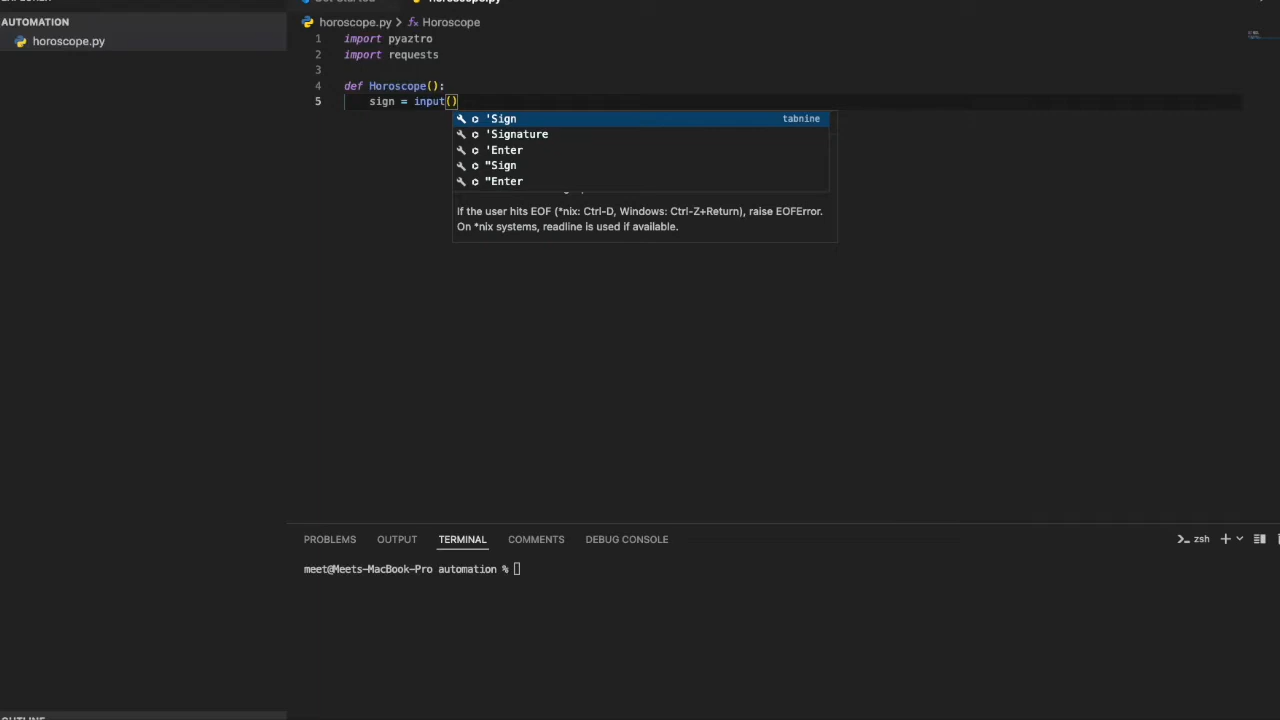 AUTOMATION
horoscope.py
horoscope.py
horoscope.py > Horoscope
1 import pyaztro
2 import requests
3
4 def Horoscope():
5 sign = input()
'Sign tabnine
'Signature
'Enter
"Sign
"Enter
If the user hits EOF (*nix: Ctrl-D, Windows: Ctrl-Z+Return), raise EOFError.
On *nix systems, readline is used if available.
PROBLEMS OUTPUT TERMINAL COMMENTS DEBUG CONSOLE zsh
meet@Meets-MacBook-Pro automation %
OUTLINE